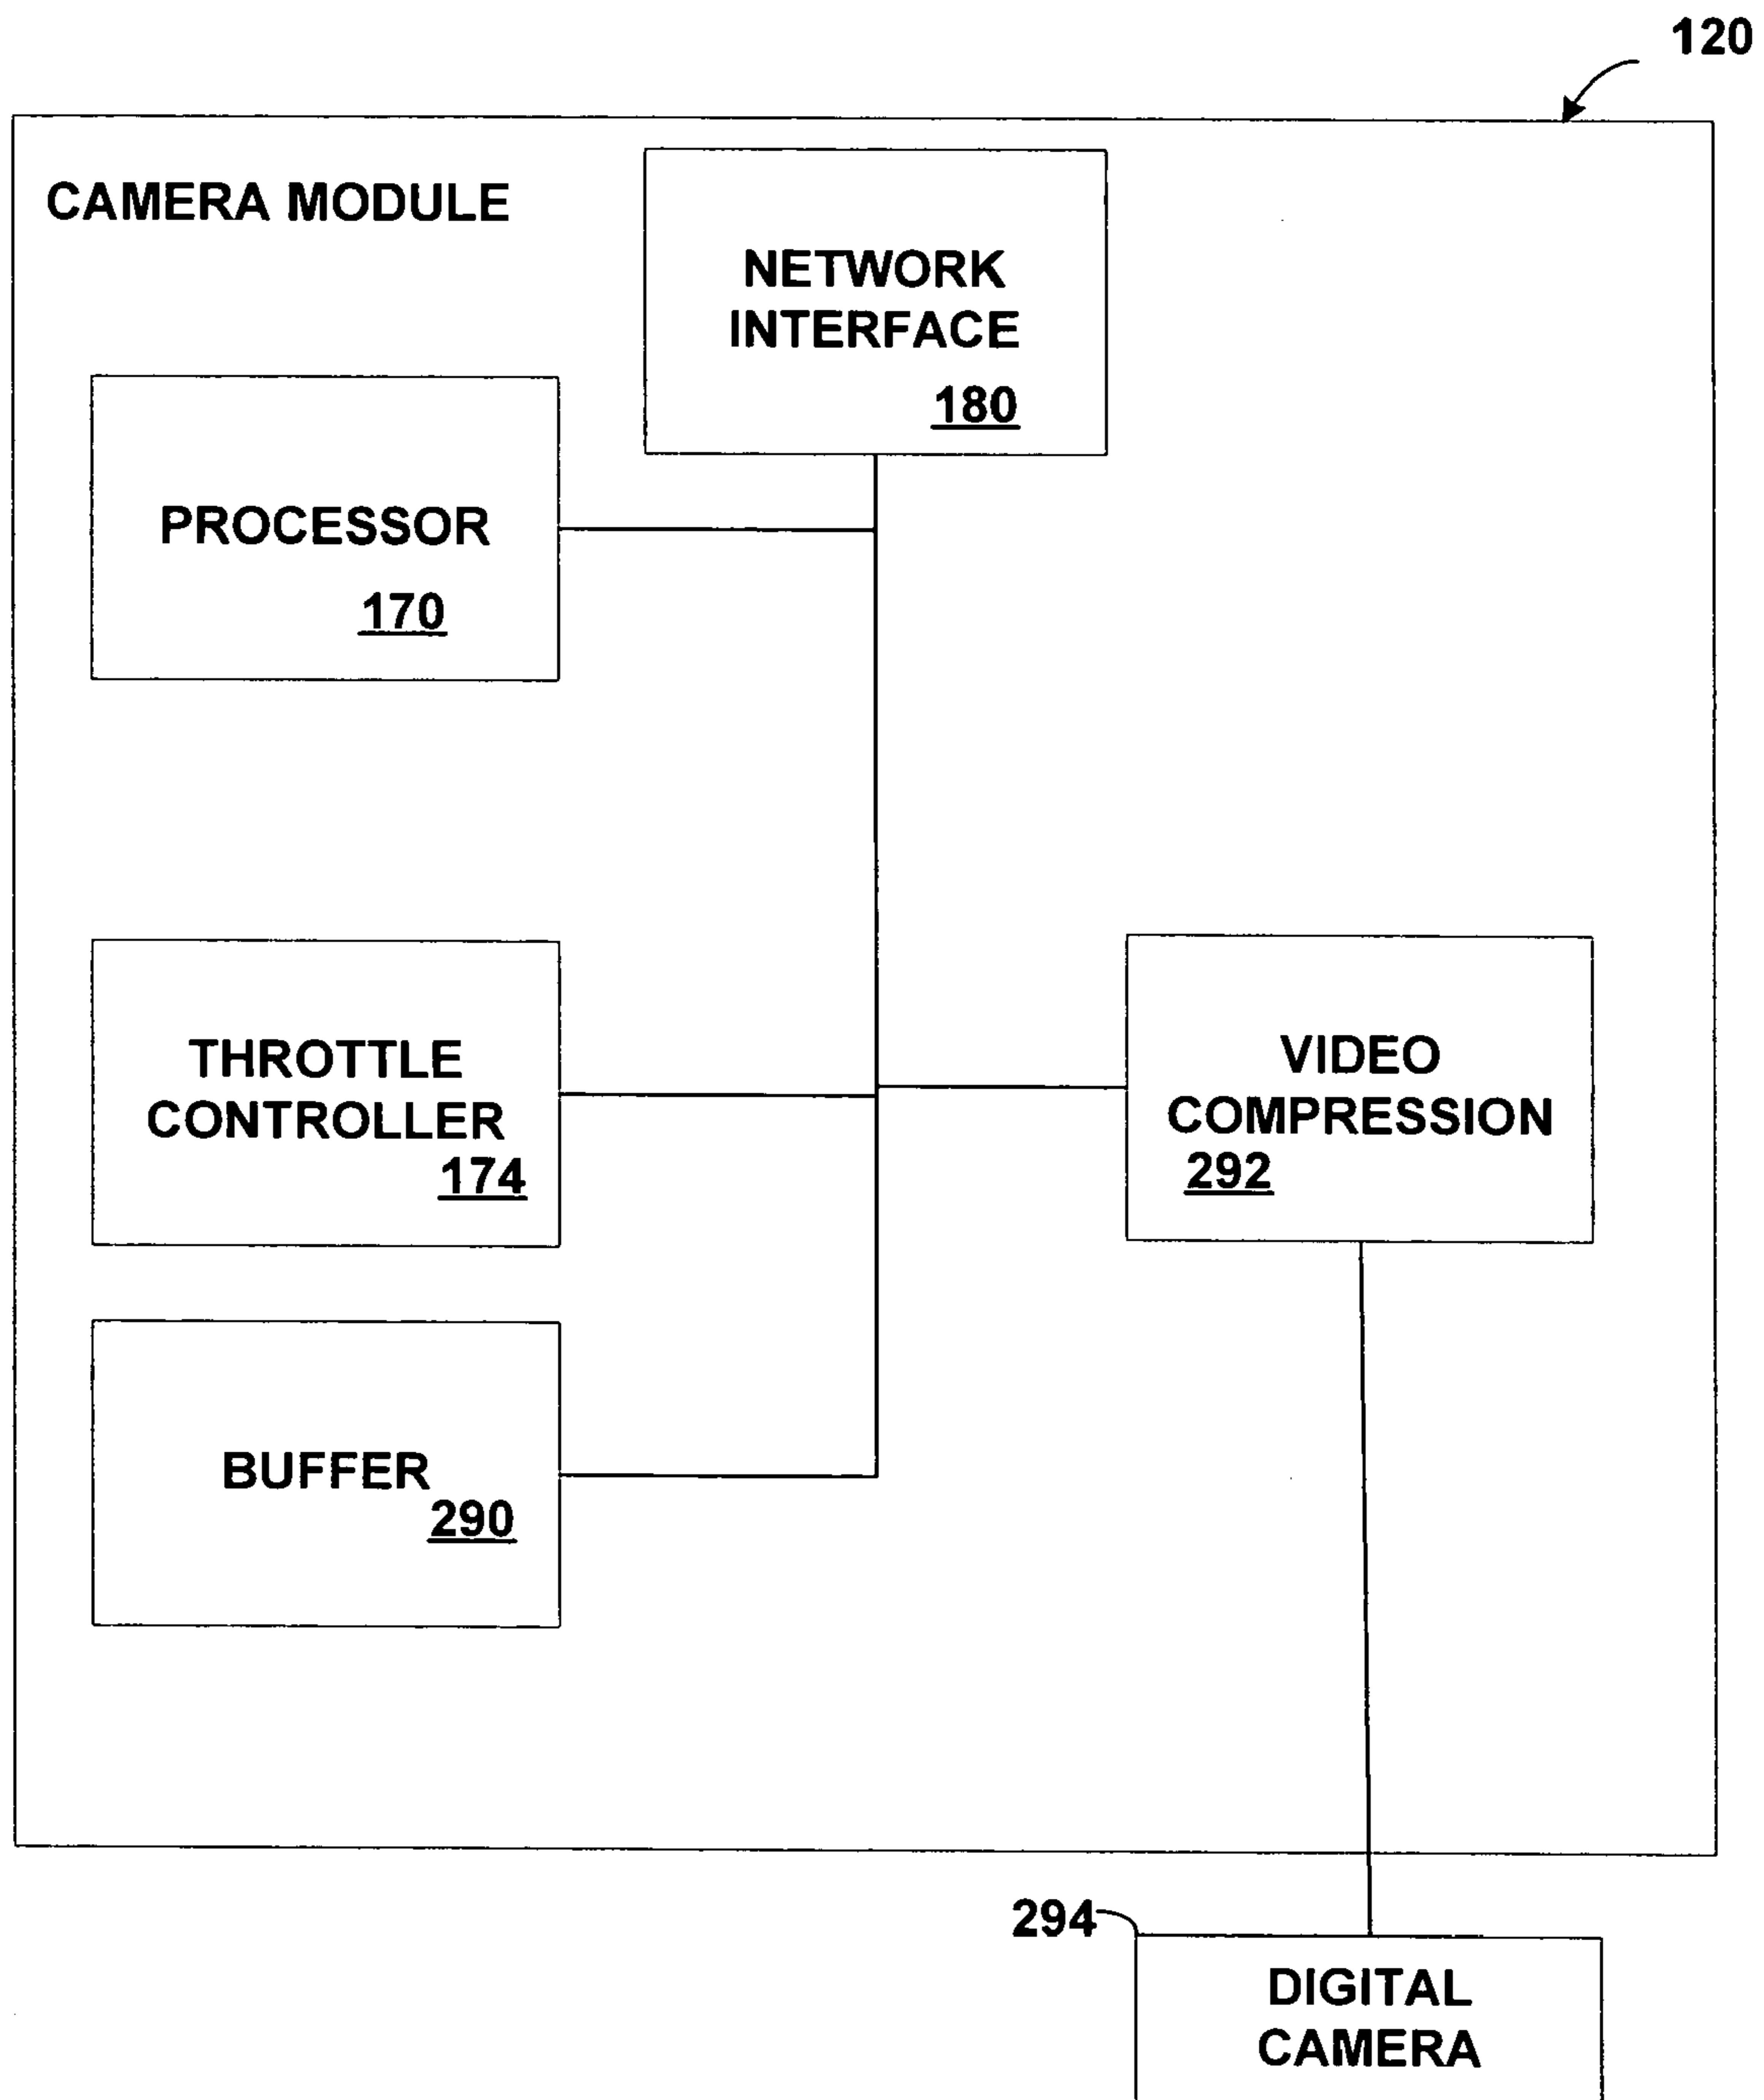 120
CAMERA MODULE
NETWORK
INTERFACE
180
PROCESSOR
170
THROTTLE
CONTROLLER
174
VIDEO
COMPRESSION
292
BUFFER
290
294
DIGITAL
CAMERA